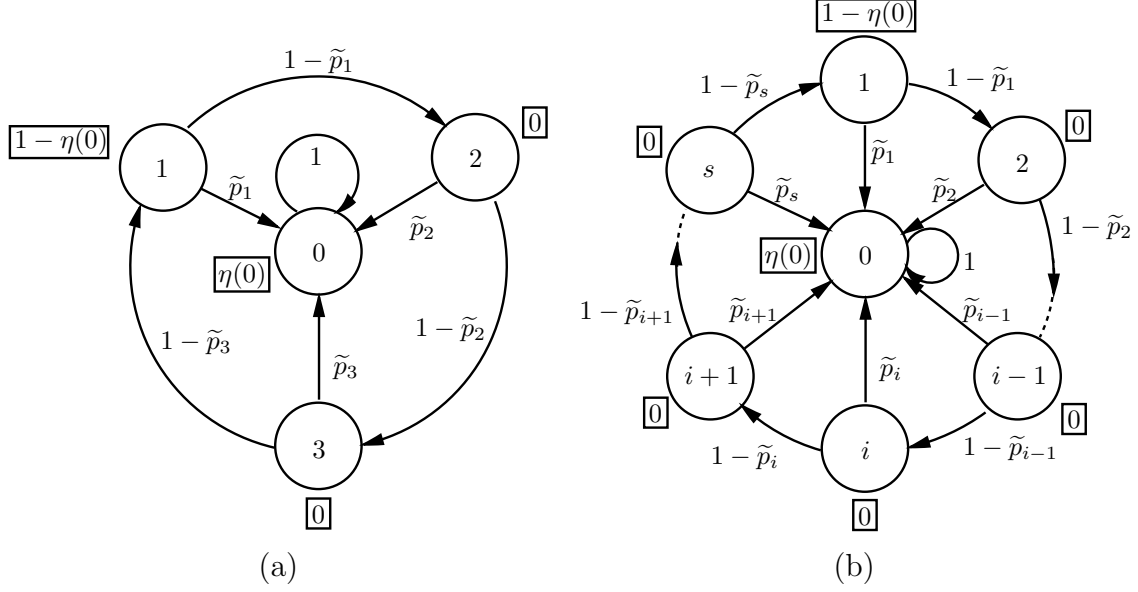 1 − p̃₁
1
2
0
1 − η(0)
1
p̃₁
p̃₂
0
η(0)
1 − p̃₃
1 − p̃₂
p̃₃
3
0
(a)
1 − η(0)
1
1 − p̃ₛ
1 − p̃₁
0
s
2
0
p̃₁
p̃ₛ
p̃₂
η(0)
0
1
1 − p̃₂
1 − p̃ᵢ₊₁
p̃ᵢ₊₁
p̃ᵢ₋₁
p̃ᵢ
i + 1
i − 1
0
0
1 − p̃ᵢ
i
1 − p̃ᵢ₋₁
0
(b)